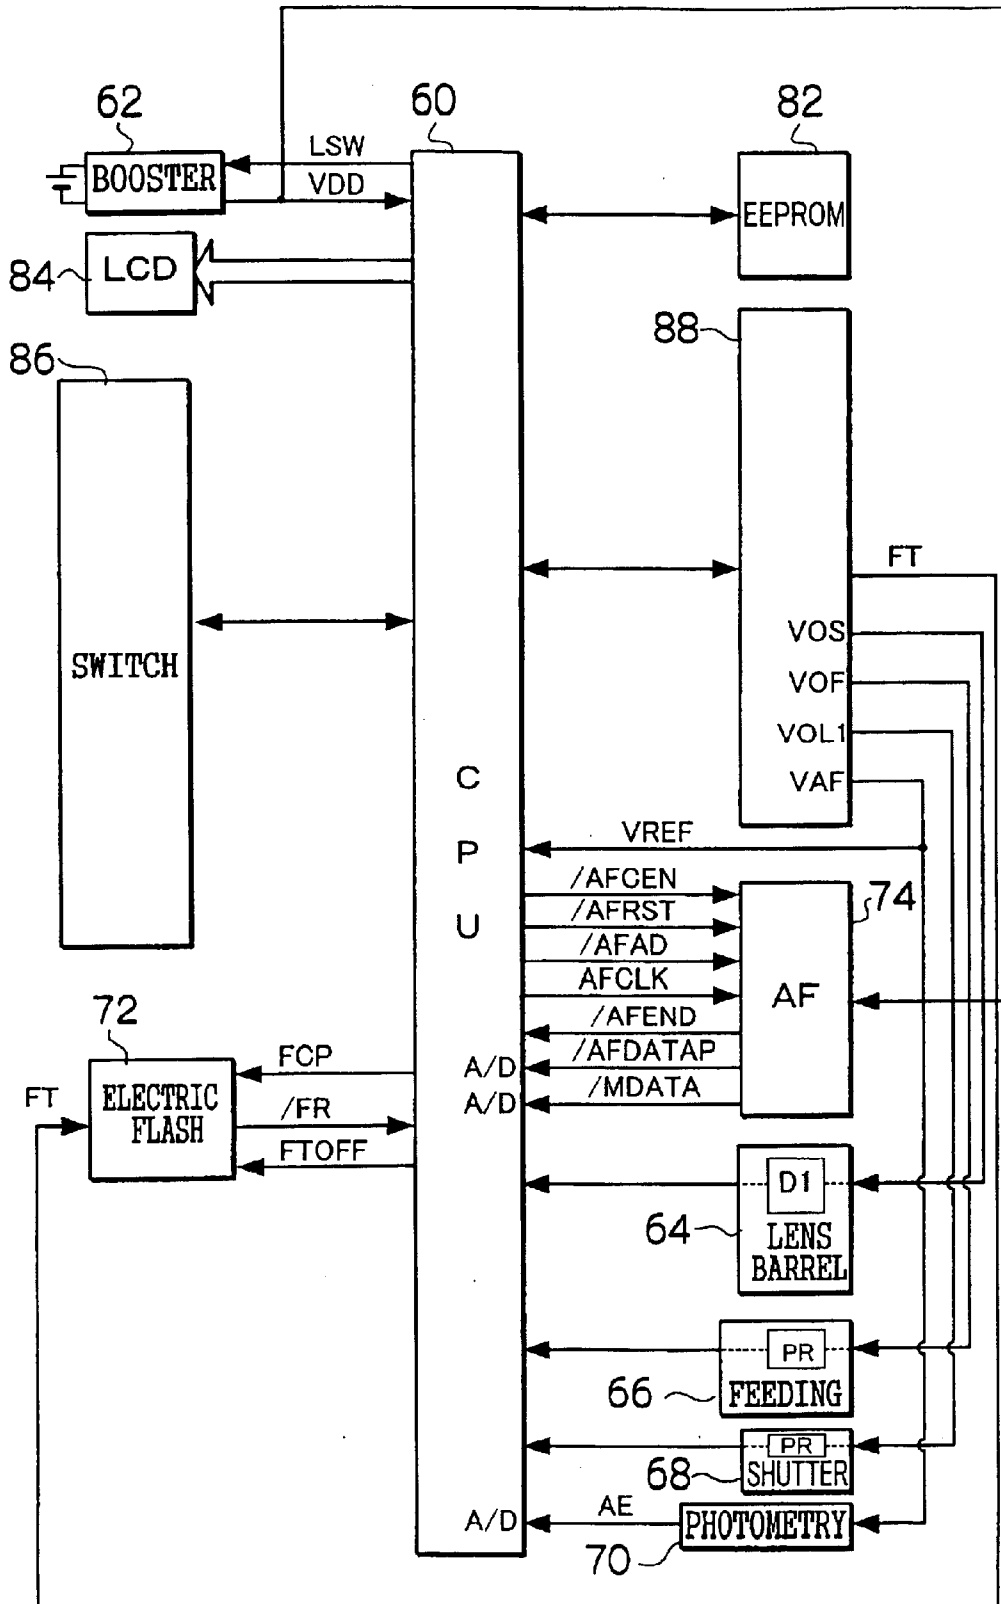 62
60
82
BOOSTER
LSW
VDD
EEPROM
84
LCD
88
86
SWITCH
FT
VOS
VOF
VOL1
VAF
C
P
U
VREF
/AFCEN
/AFRST
/AFAD
AFCLK
/AFEND
A/D
/AFDATAP
A/D
/MDATA
AF
74
72
FT
ELECTRIC
FLASH
FCP
/FR
FTOFF
D1
64
LENS
BARREL
PR
66
FEEDING
PR
68
SHUTTER
A/D
AE
PHOTOMETRY
70